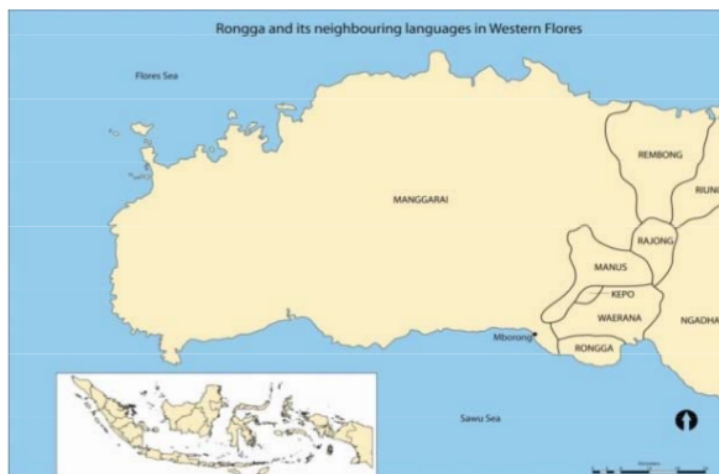 Rongga and its neighbouring languages in Western Flores
Flores Sea
REMBONG
RIUNG
MANGGARAI
RAJONG
MANUS
KEPO
WAERANA
NGADHA
Mborong
RONGGA
Sawu Sea